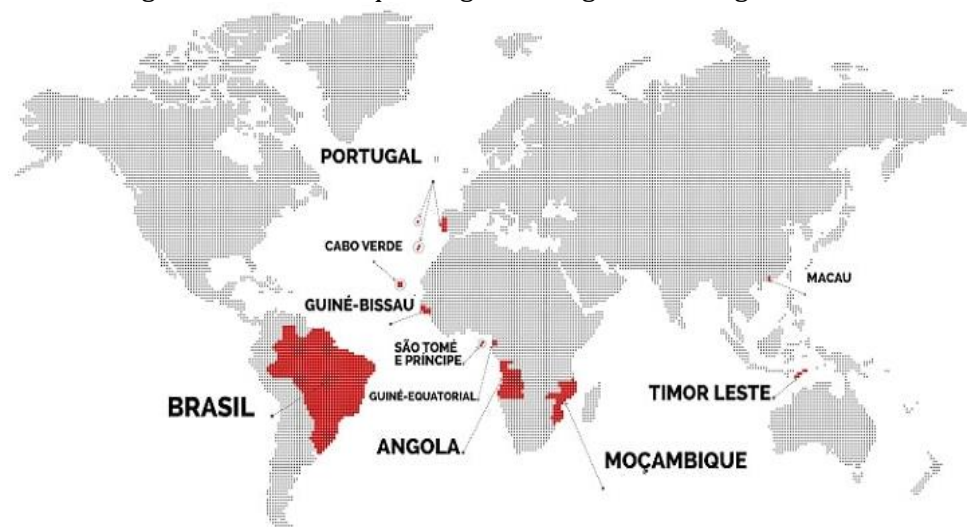 PORTUGAL
CABO VERDE
MACAU
GUINÉ-BISSAU
SÃO TOMÉ
E PRÍNCIPE
GUINÉ-EQUATORIAL
TIMOR LESTE
BRASIL
ANGOLA
MOÇAMBIQUE